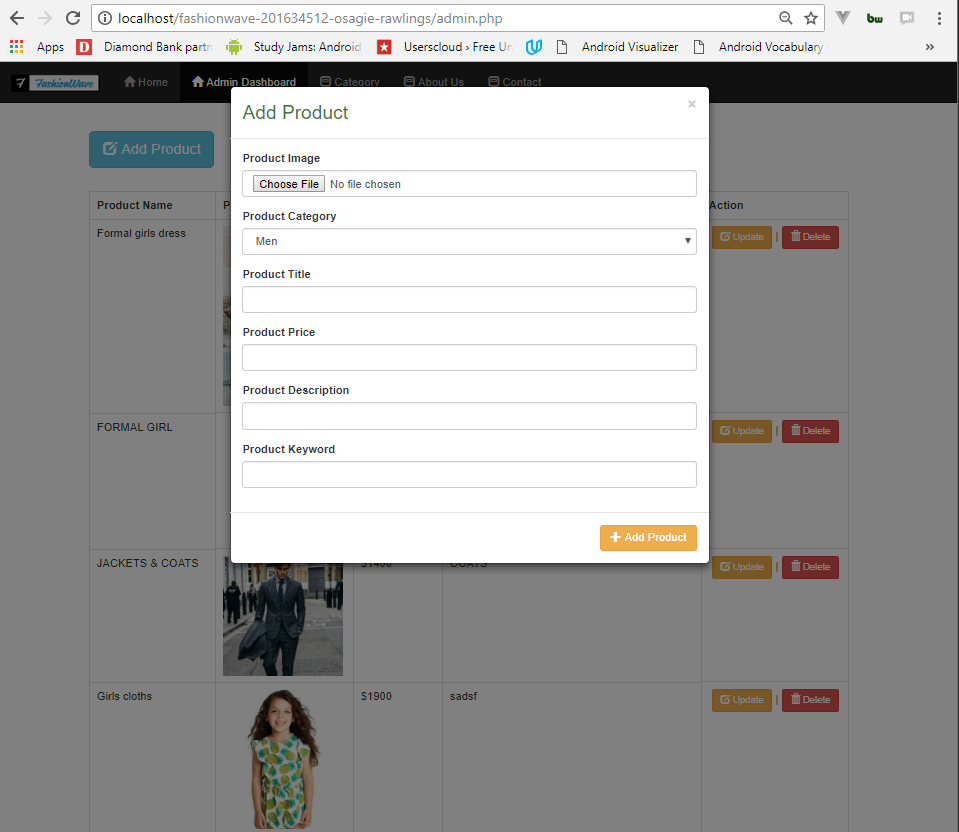 localhost/fashionwave-201634512-osagie-rawlings/admin.php
Apps Diamond Bank partn Study Jams: Android Userscloud › Free Un Android Visualizer Android Vocabulary »
FashionWave Home Admin Dashboard Category About Us Contact
Add Product ×
Add Product
Product Image
Choose File No file chosen
Product Category
Men
Product Title
Product Price
Product Description
Product Keyword
Add Product
Product Name P Action
Formal girls dress Update | Delete
FORMAL GIRL Update | Delete
JACKETS & COATS $1400 COATS Update | Delete
Girls cloths $1900 sadsf Update | Delete